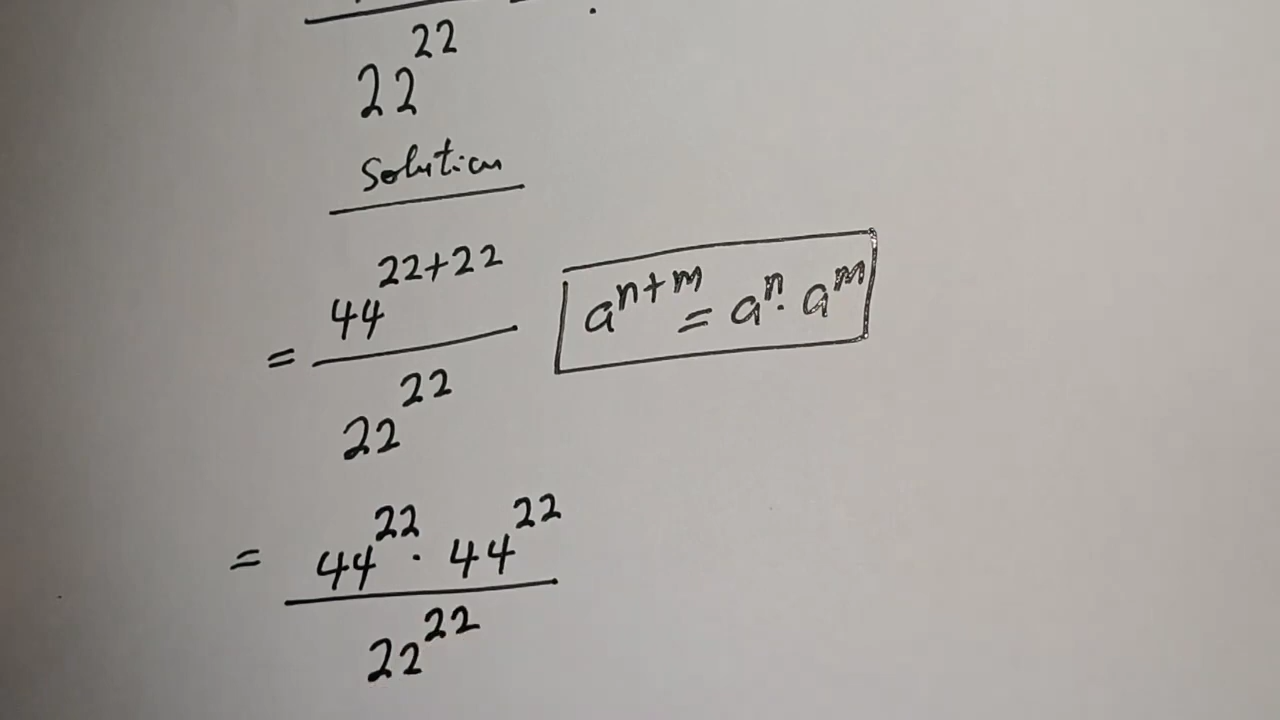 22^22
Solution
= 44^(22+22) / 22^22
a^(n+m) = a^n · a^m
= 44^22 · 44^22 / 22^22